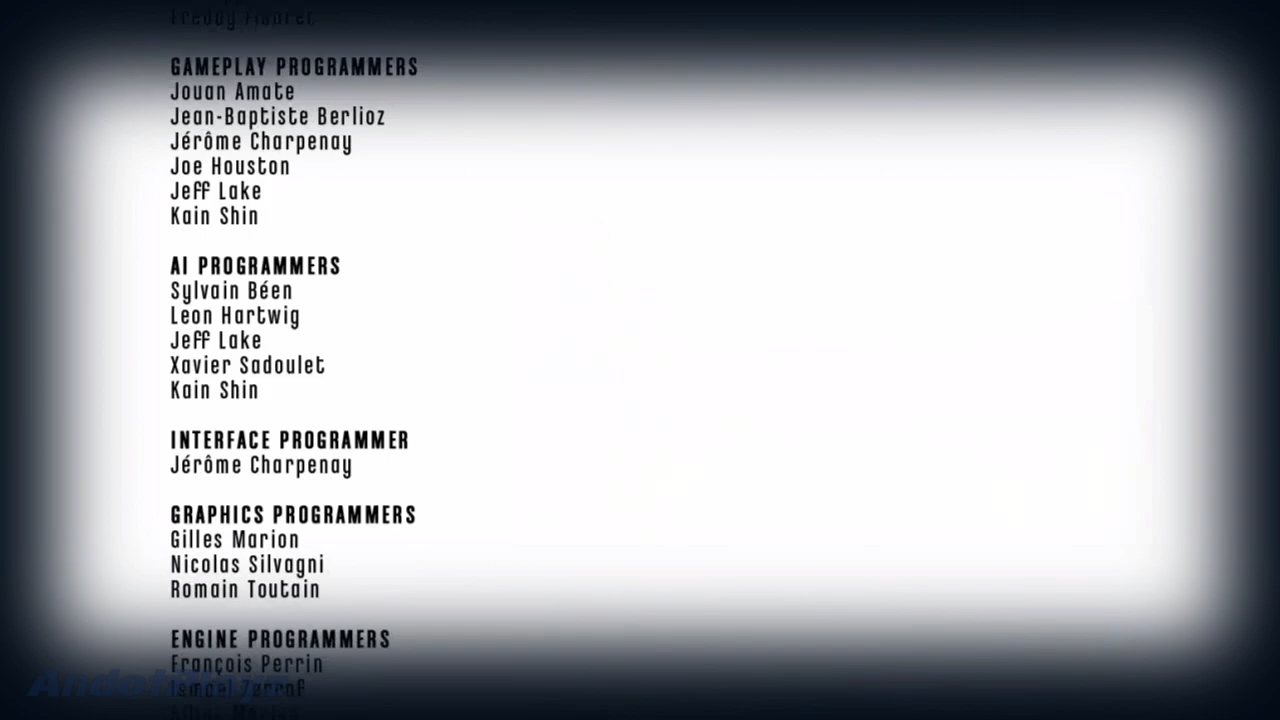 GAMEPLAY PROGRAMMERS
Jouan Amate
Jean-Baptiste Berlioz
Jérôme Charpenay
Joe Houston
Jeff Lake
Kain Shin
AI PROGRAMMERS
Sylvain Béen
Leon Hartwig
Jeff Lake
Xavier Sadoulet
Kain Shin
INTERFACE PROGRAMMER
Jérôme Charpenay
GRAPHICS PROGRAMMERS
Gilles Marion
Nicolas Silvagni
Romain Toutain
ENGINE PROGRAMMERS
François Perrin